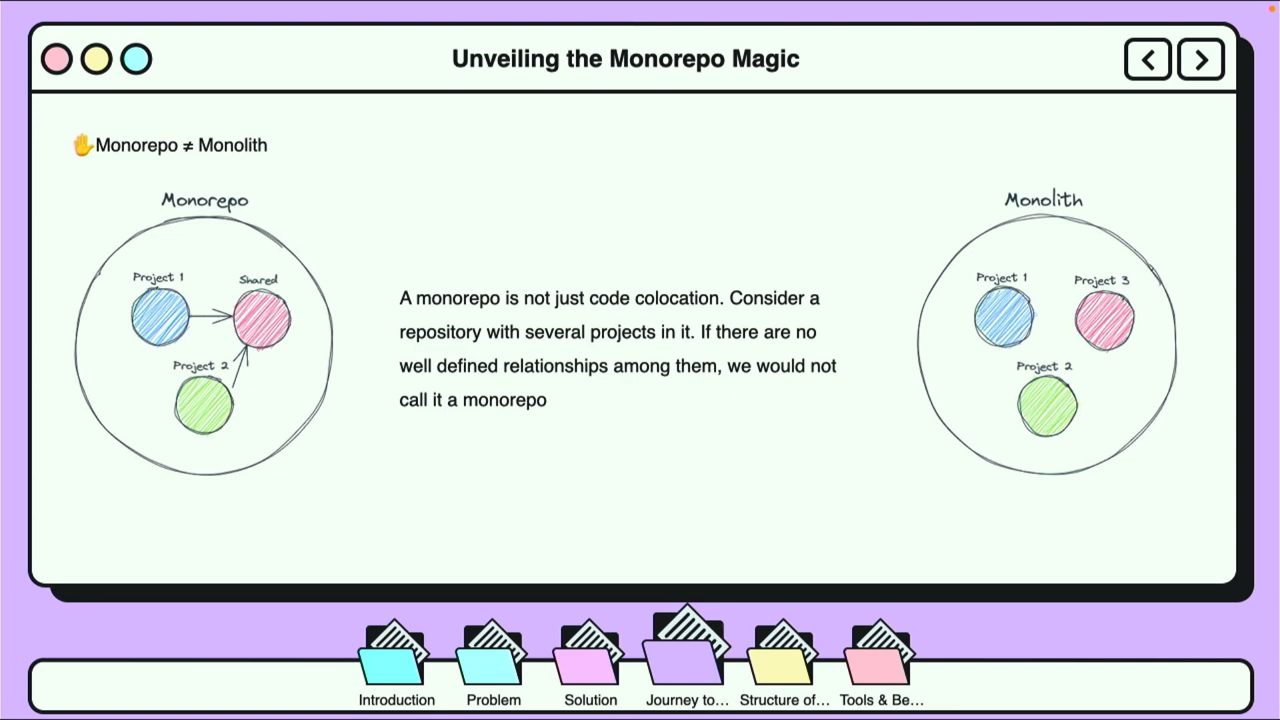 Unveiling the Monorepo Magic
✋Monorepo ≠ Monolith
Monorepo
Project 1
Shared
Project 2
A monorepo is not just code colocation. Consider a
repository with several projects in it. If there are no
well defined relationships among them, we would not
call it a monorepo
Monolith
Project 1
Project 3
Project 2
Introduction
Problem
Solution
Journey to...
Structure of...
Tools & Be...